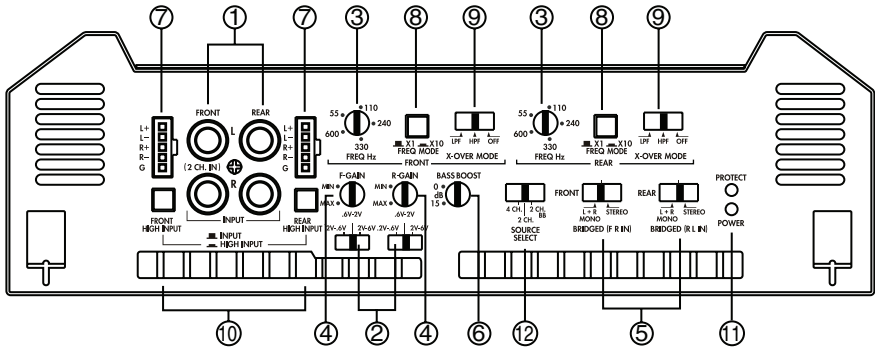 ⑦ ① ⑦ ③ ⑧ ⑨ ③ ⑧ ⑨
FRONT REAR
L+ L− R+ R− G
L
(2 CH. IN)
R
L+ L− R+ R− G
FRONT HIGH INPUT
INPUT
REAR HIGH INPUT
INPUT
HIGH INPUT
55 110 240 330 600
FREQ Hz
X1 X10
FREQ MODE
LPF HPF OFF
X-OVER MODE
FRONT
55 110 240 330 600
FREQ Hz
X1 X10
FREQ MODE
LPF HPF OFF
X-OVER MODE
REAR
F-GAIN
MIN
MAX
.6V-2V
.2V-.6V 2V-6V
R-GAIN
MIN
MAX
.6V-2V
.2V-.6V 2V-6V
BASS BOOST
0
dB
15
4 CH. 2 CH. BB
2 CH.
SOURCE
SELECT
FRONT
L+R STEREO
MONO
BRIDGED (F R IN)
REAR
L+R STEREO
MONO
BRIDGED (R L IN)
PROTECT
POWER
⑩ ④ ② ④ ⑥ ⑫ ⑤ ⑪